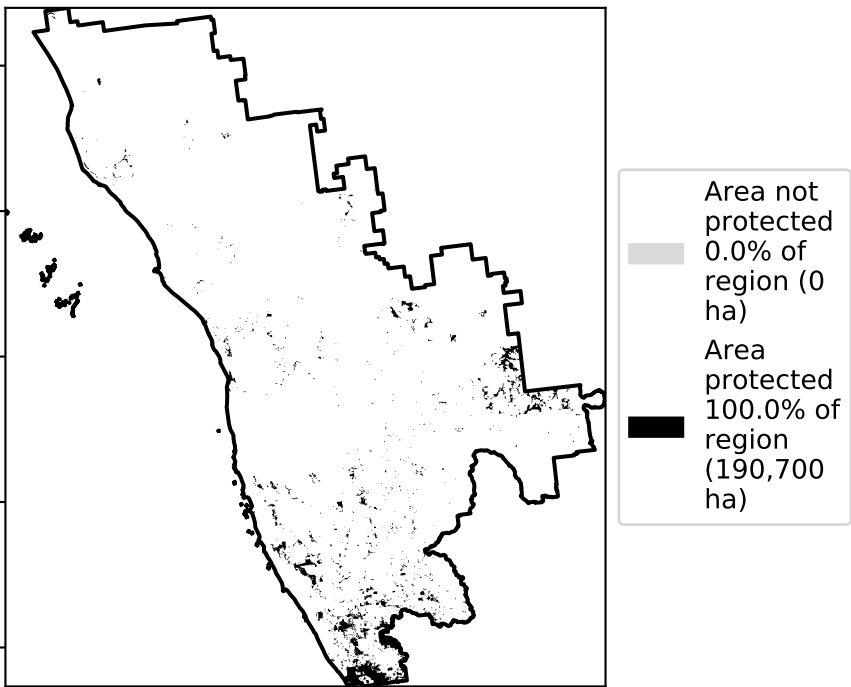 Area not
protected
0.0% of
region (0
ha)
Area
protected
100.0% of
region
(190,700
ha)